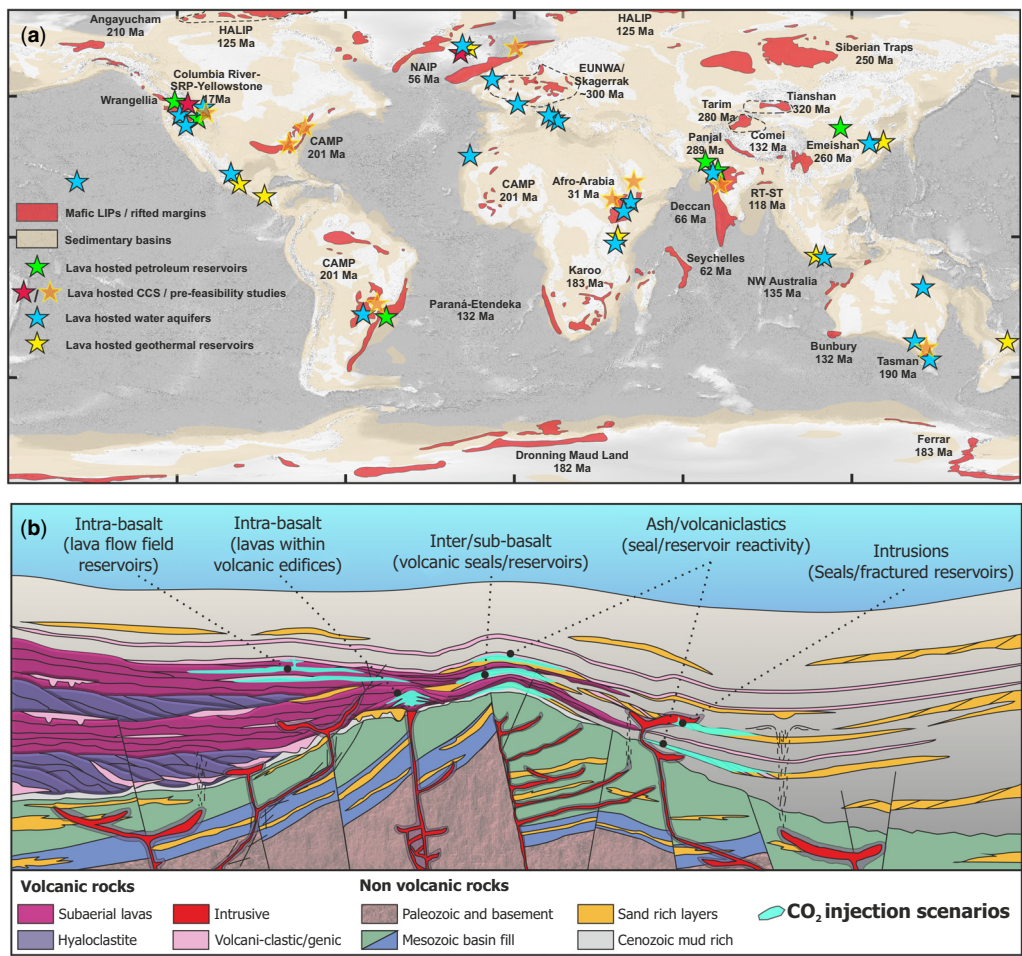 (a)
Angayucham
210 Ma
HALIP
125 Ma
HALIP
125 Ma
Siberian Traps
250 Ma
NAIP
56 Ma
EUNWA/
Skagerrak
~300 Ma
Columbia River-
SRP-Yellowstone
17Ma
Wrangellia
Tianshan
320 Ma
Tarim
280 Ma
Comei
132 Ma
Emeishan
260 Ma
Panjal
289 Ma
CAMP
201 Ma
CAMP
201 Ma
Afro-Arabia
31 Ma
RT-ST
118 Ma
Deccan
66 Ma
Mafic LIPs / rifted margins
Sedimentary basins
Lava hosted petroleum reservoirs
/
Lava hosted CCS / pre-feasibility studies
Lava hosted water aquifers
Lava hosted geothermal reservoirs
CAMP
201 Ma
Seychelles
62 Ma
Karoo
183 Ma
NW Australia
135 Ma
Paraná-Etendeka
132 Ma
Bunbury
132 Ma
Tasman
190 Ma
Dronning Maud Land
182 Ma
Ferrar
183 Ma
(b)
Intra-basalt
(lava flow field
reservoirs)
Intra-basalt
(lavas within
volcanic edifices)
Inter/sub-basalt
(volcanic seals/reservoirs)
Ash/volcaniclastics
(seal/reservoir reactivity)
Intrusions
(Seals/fractured reservoirs)
Volcanic rocks
Non volcanic rocks
Subaerial lavas
Intrusive
Paleozoic and basement
Sand rich layers
CO2 injection scenarios
Hyaloclastite
Volcani-clastic/genic
Mesozoic basin fill
Cenozoic mud rich